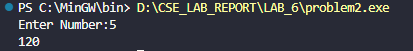 PS C:\MinGW\bin> D:\CSE_LAB_REPORT\LAB_6\problem2.exe
Enter Number:5
120